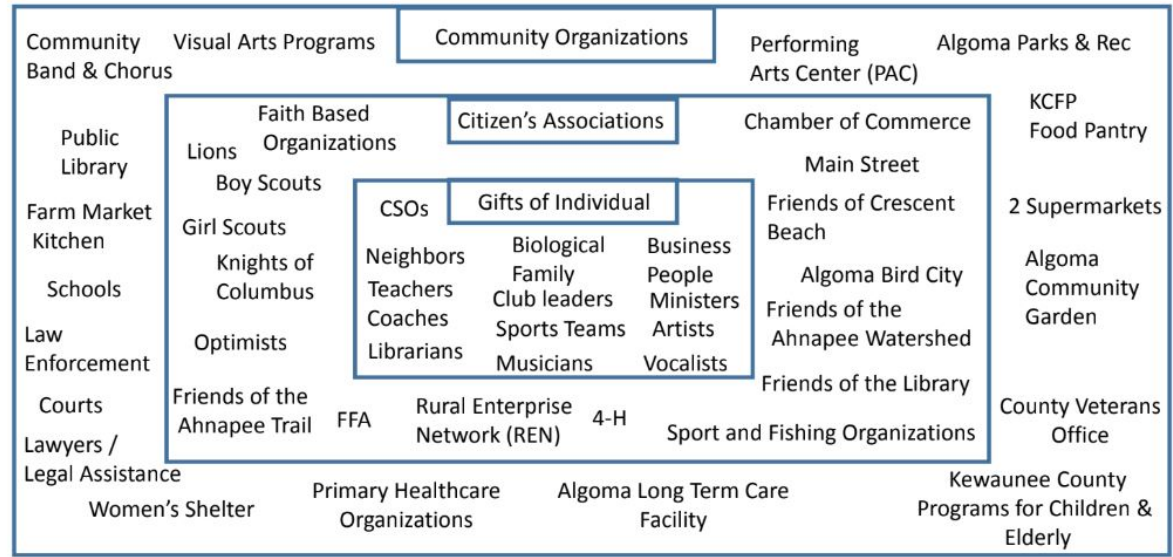 Community Organizations
Community
Band & Chorus
Visual Arts Programs
Performing
Arts Center (PAC)
Algoma Parks & Rec
Public
Library
Farm Market
Kitchen
Schools
Law
Enforcement
Courts
Lawyers /
Legal Assistance
Women's Shelter
Primary Healthcare
Organizations
Algoma Long Term Care
Facility
KCFP
Food Pantry
2 Supermarkets
Algoma
Community
Garden
County Veterans
Office
Kewaunee County
Programs for Children &
Elderly
Citizen's Associations
Faith Based
Organizations
Lions
Boy Scouts
Girl Scouts
Knights of
Columbus
Optimists
Friends of the
Ahnapee Trail
FFA
Rural Enterprise
Network (REN)
4-H
Chamber of Commerce
Main Street
Friends of Crescent
Beach
Algoma Bird City
Friends of the
Ahnapee Watershed
Friends of the Library
Sport and Fishing Organizations
Gifts of Individual
CSOs
Neighbors
Teachers
Coaches
Librarians
Biological
Family
Club leaders
Sports Teams
Musicians
Business
People
Ministers
Artists
Vocalists